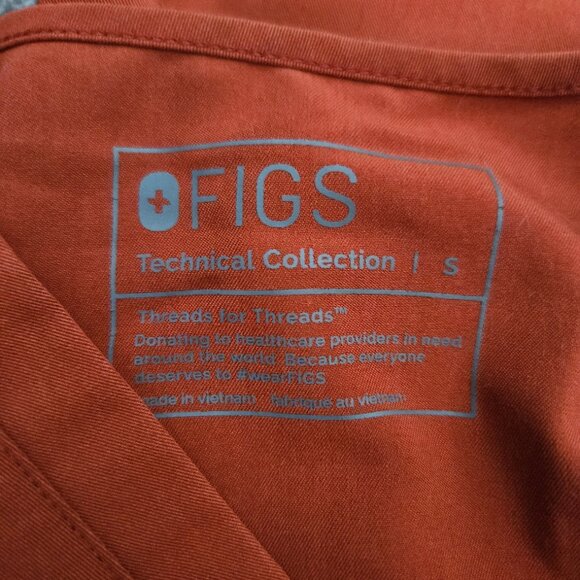 FIGS
Technical Collection | S
Threads for Threads™
Donating to healthcare providers in need
around the world. Because everyone
deserves to #wearFIGS
made in vietnam fabrique au vietnam